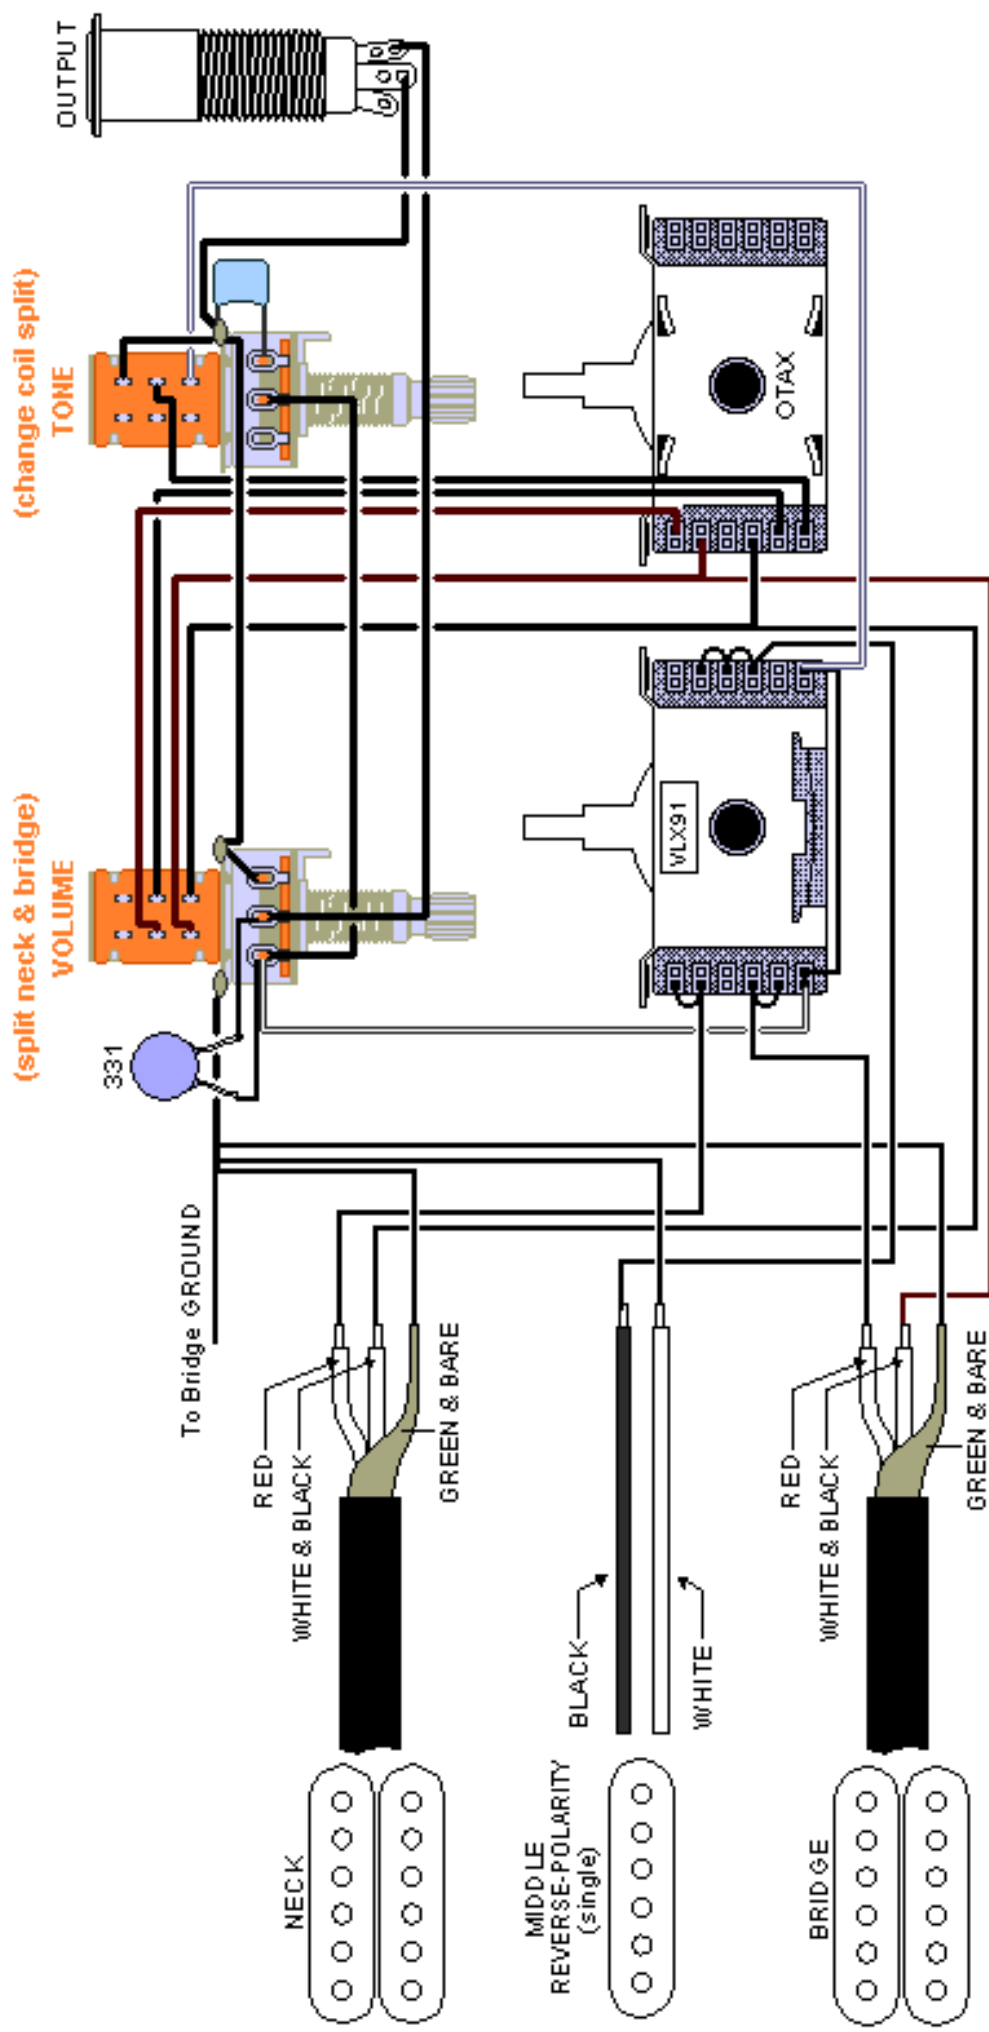 NECK
RED
WHITE & BLACK
GREEN & BARE
To Bridge GROUND
331
(split neck & bridge)
VOLUME
(change coil split)
TONE
OUTPUT
MIDDLE
REVERSE-POLARITY
(single)
BLACK
WHITE
VLX91
OTAX
BRIDGE
RED
WHITE & BLACK
GREEN & BARE